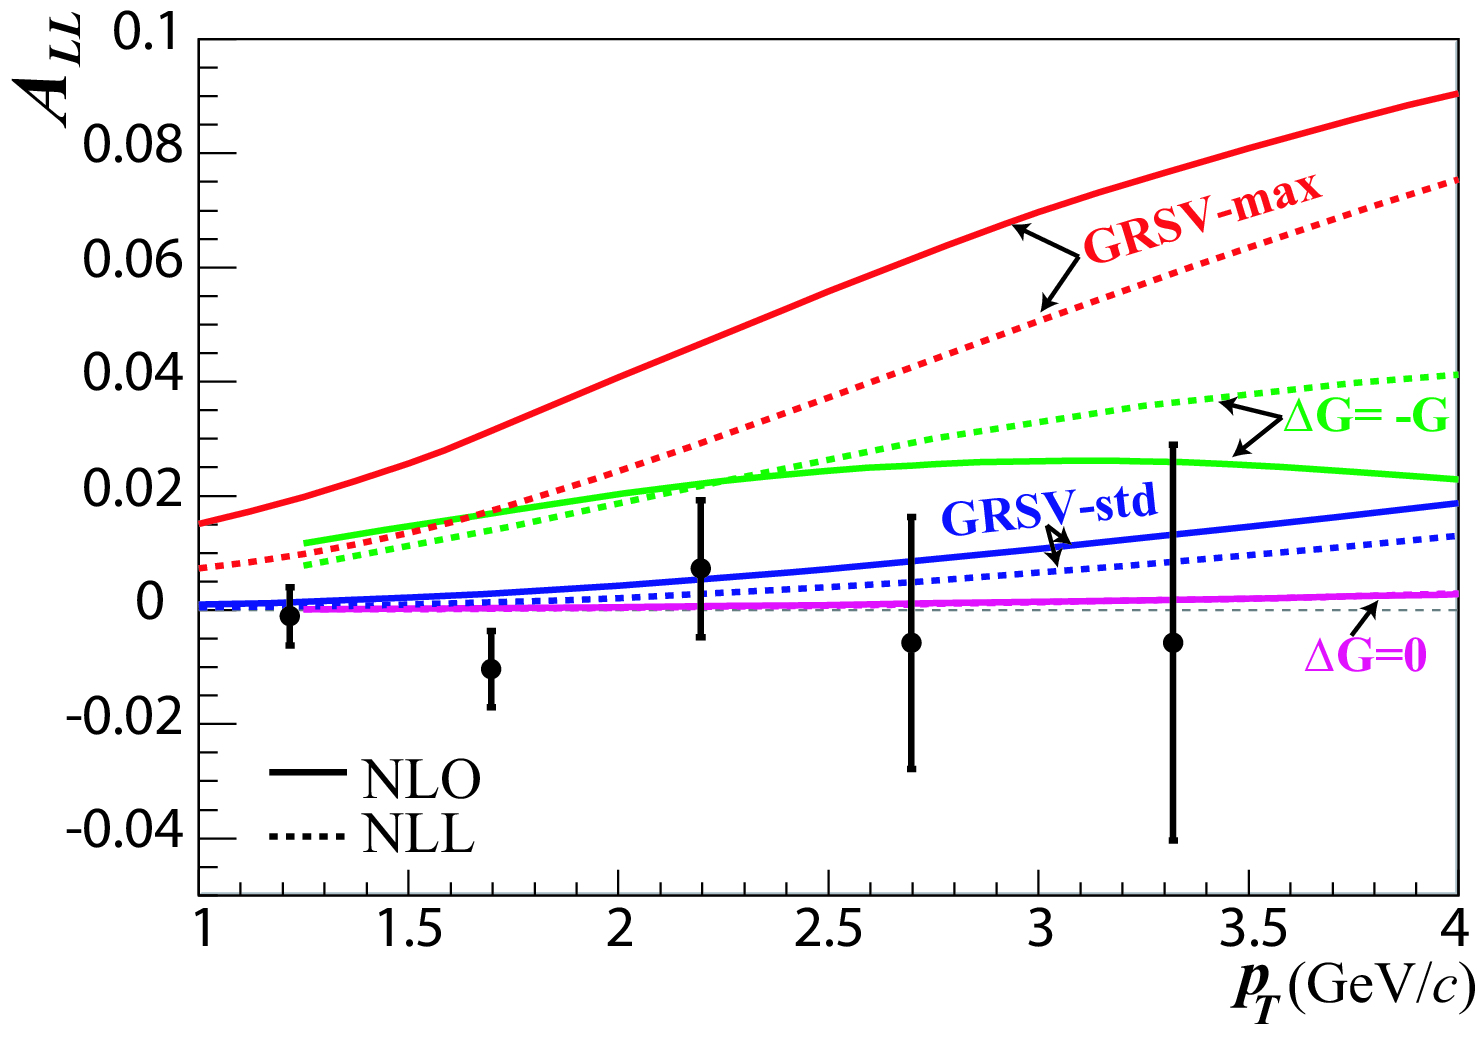 A_LL
0.1
0.08
0.06
0.04
0.02
0
-0.02
-0.04
GRSV-max
ΔG= -G
GRSV-std
ΔG=0
NLO
NLL
1 1.5 2 2.5 3 3.5 4
p_T (GeV/c)